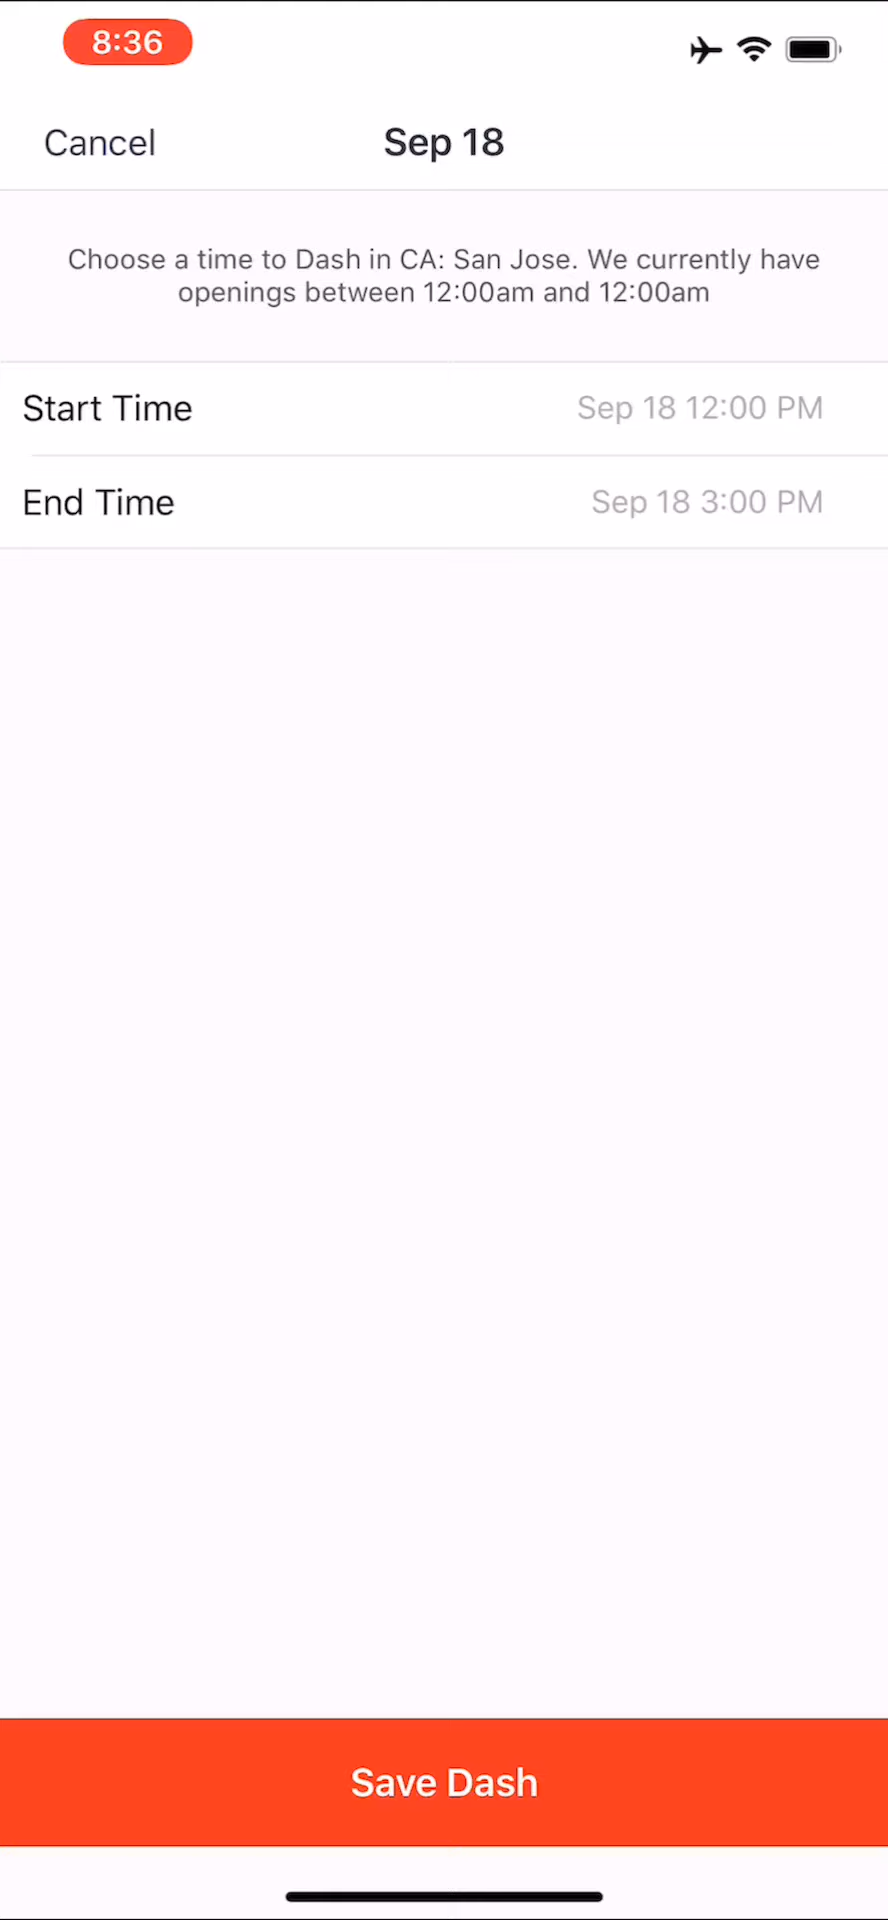 8:36
Cancel
Sep 18
Choose a time to Dash in CA: San Jose. We currently have
openings between 12:00am and 12:00am
Start Time
Sep 18 12:00 PM
End Time
Sep 18 3:00 PM
Save Dash